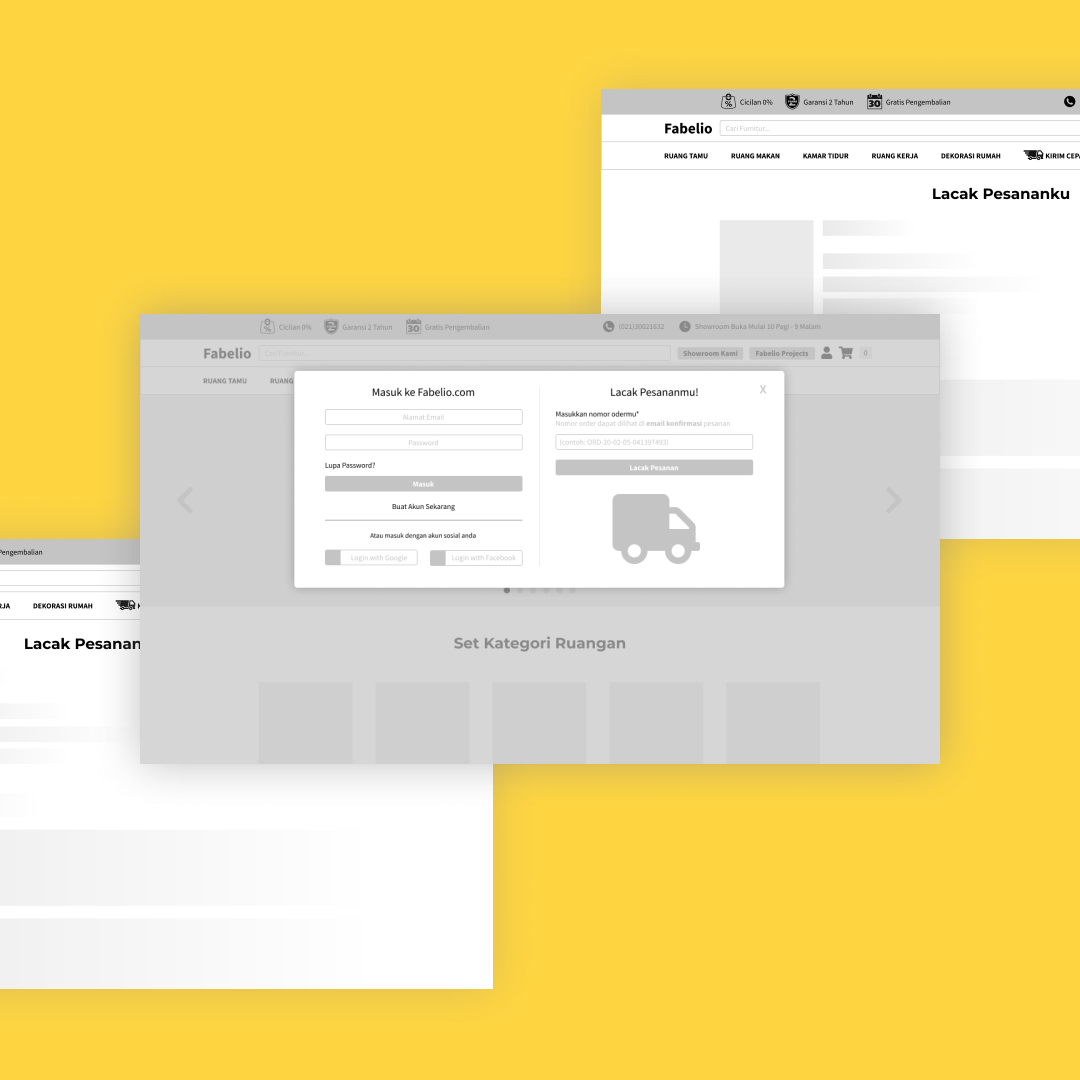 Cicilan 0% Garansi 2 Tahun Gratis Pengembalian
Fabelio Cari Furnitur...
RUANG TAMU RUANG MAKAN KAMAR TIDUR RUANG KERJA DEKORASI RUMAH KIRIM
Lacak Pesananku
Cicilan 0% Garansi 2 Tahun Gratis Pengembalian (021)30021632 Showroom Buka Mulai 10 Pagi - 9 Malam
Fabelio Cari Furnitur... Showroom Kami Fabelio Projects 0
RUANG TAMU RUANG
Masuk ke Fabelio.com
Alamat Email
Password
Lupa Password?
Masuk
Buat Akun Sekarang
Atau masuk dengan akun sosial anda
Login with Google Login with Facebook
Lacak Pesananmu! X
Masukkan nomor odermu*
Nomor order dapat dilihat di email konfirmasi pesanan
(contoh: ORD-20-02-05-041397493)
Lacak Pesanan
Set Kategori Ruangan
Pengembalian
RJA DEKORASI RUMAH K
Lacak Pesanan